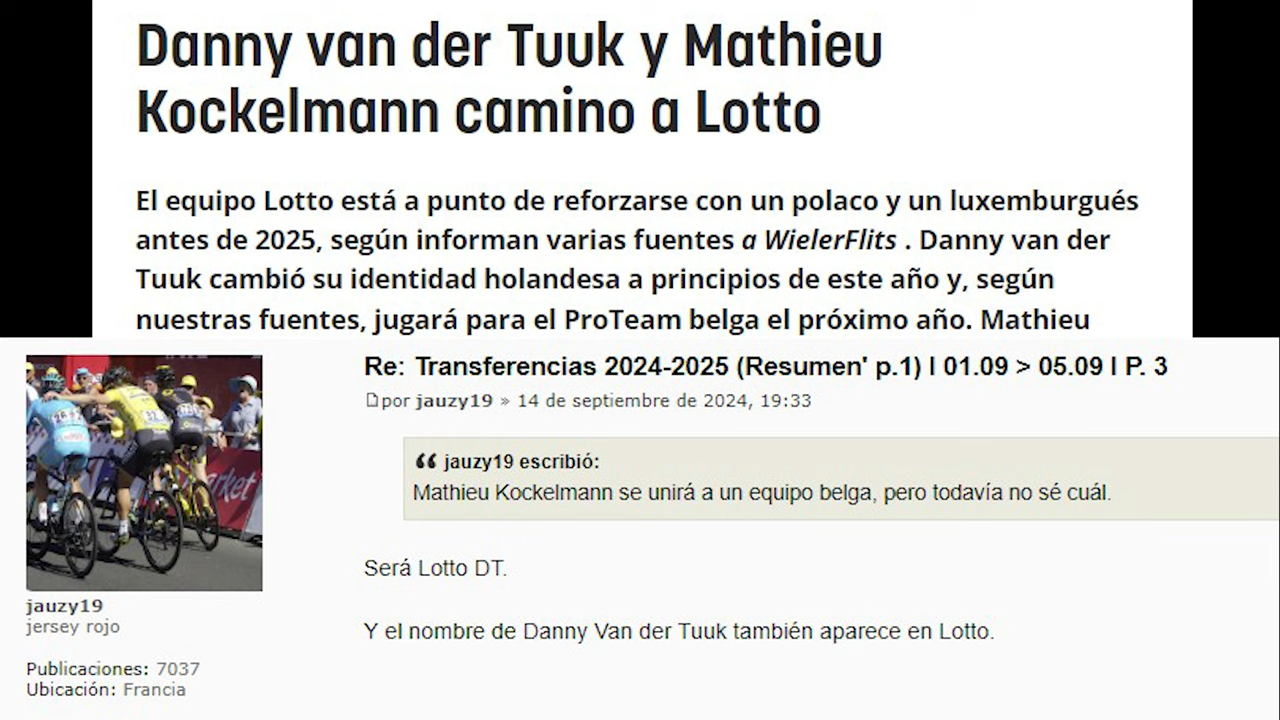 Danny van der Tuuk y Mathieu
Kockelmann camino a Lotto
El equipo Lotto está a punto de reforzarse con un polaco y un luxemburgués
antes de 2025, según informan varias fuentes a WielerFlits . Danny van der
Tuuk cambió su identidad holandesa a principios de este año y, según
nuestras fuentes, jugará para el ProTeam belga el próximo año. Mathieu
Re: Transferencias 2024-2025 (Resumen' p.1) l 01.09 > 05.09 l P. 3
por jauzy19 » 14 de septiembre de 2024, 19:33
jauzy19 escribió:
Mathieu Kockelmann se unirá a un equipo belga, pero todavía no sé cuál.
Será Lotto DT.
Y el nombre de Danny Van der Tuuk también aparece en Lotto.
jauzy19
jersey rojo
Publicaciones: 7037
Ubicación: Francia